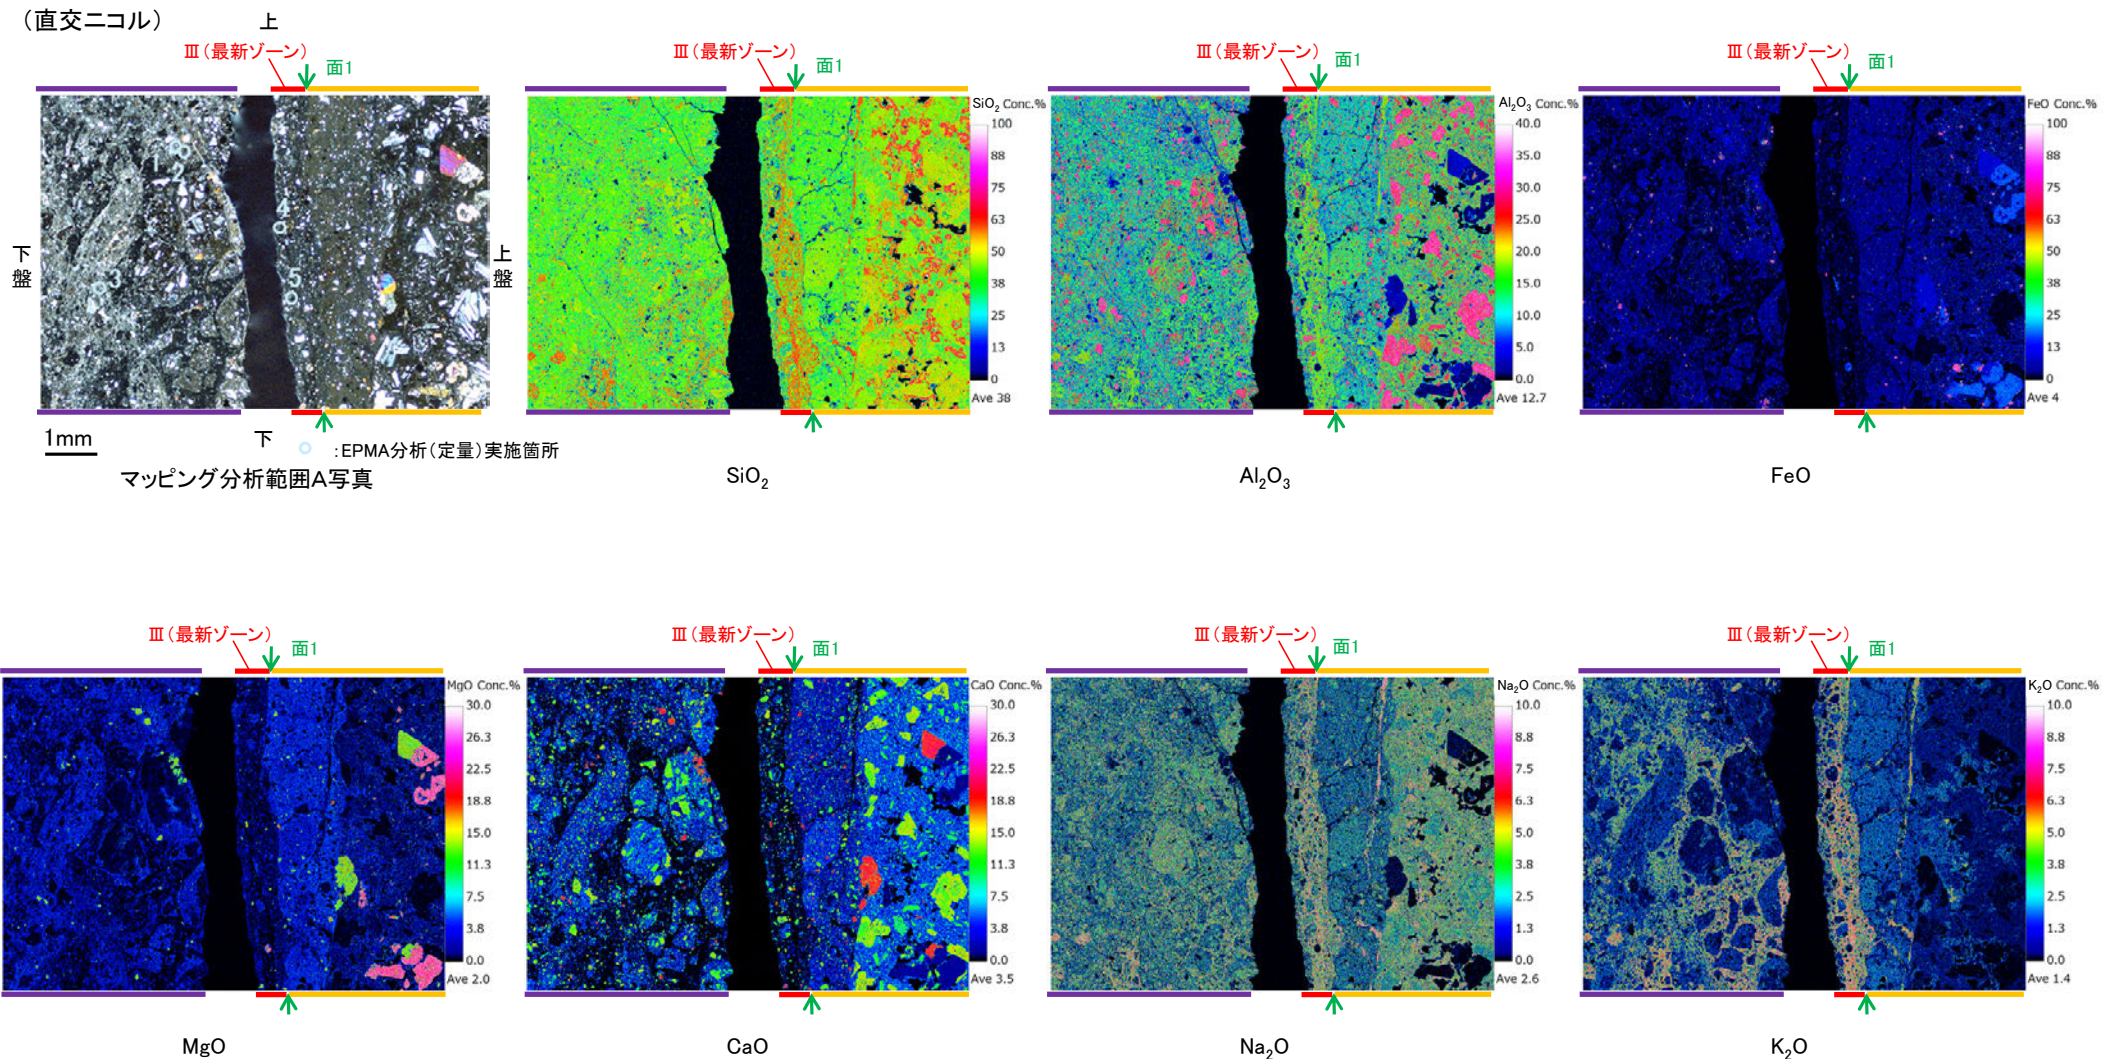 (直交ニコル)
上
Ⅲ(最新ゾーン)
面1
Ⅲ(最新ゾーン)
面1
Ⅲ(最新ゾーン)
面1
Ⅲ(最新ゾーン)
面1
下盤
上盤
1
2
3
4
5
SiO2 Conc.%
100
88
75
63
50
38
25
13
0
Ave 38
Al2O3 Conc.%
40.0
35.0
30.0
25.0
20.0
15.0
10.0
5.0
0.0
Ave 12.7
FeO Conc.%
100
88
75
63
50
38
25
13
0
Ave 4
1mm
下
:EPMA分析(定量)実施箇所
マッピング分析範囲A写真
SiO2
Al2O3
FeO
Ⅲ(最新ゾーン)
面1
Ⅲ(最新ゾーン)
面1
Ⅲ(最新ゾーン)
面1
Ⅲ(最新ゾーン)
面1
MgO Conc.%
30.0
26.3
22.5
18.8
15.0
11.3
7.5
3.8
0.0
Ave 2.0
CaO Conc.%
30.0
26.3
22.5
18.8
15.0
11.3
7.5
3.8
0.0
Ave 3.5
Na2O Conc.%
10.0
8.8
7.5
6.3
5.0
3.8
2.5
1.3
0.0
Ave 2.6
K2O Conc.%
10.0
8.8
7.5
6.3
5.0
3.8
2.5
1.3
0.0
Ave 1.4
MgO
CaO
Na2O
K2O